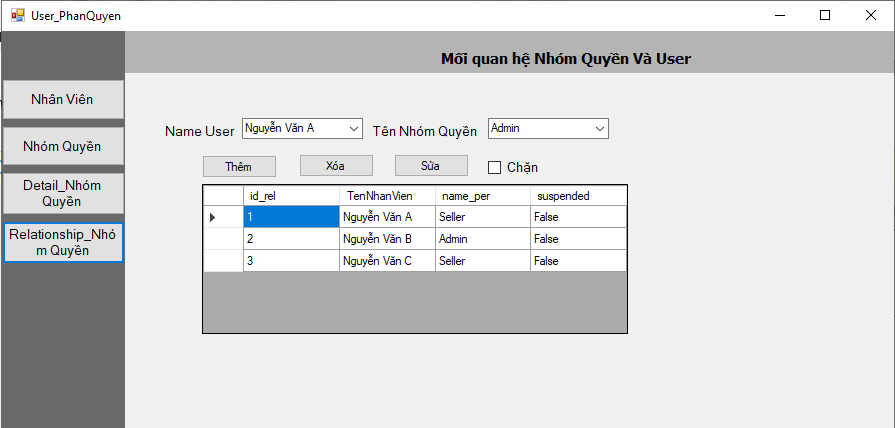 User_PhanQuyen
Mối quan hệ Nhóm Quyền Và User
Nhân Viên
Nhóm Quyền
Detail_Nhóm
Quyền
Relationship_Nhó
m Quyền
Name User Nguyễn Văn A Tên Nhóm Quyền Admin
Thêm Xóa Sửa Chặn
id_rel TenNhanVien name_per suspended
1 Nguyễn Văn A Seller False
2 Nguyễn Văn B Admin False
3 Nguyễn Văn C Seller False